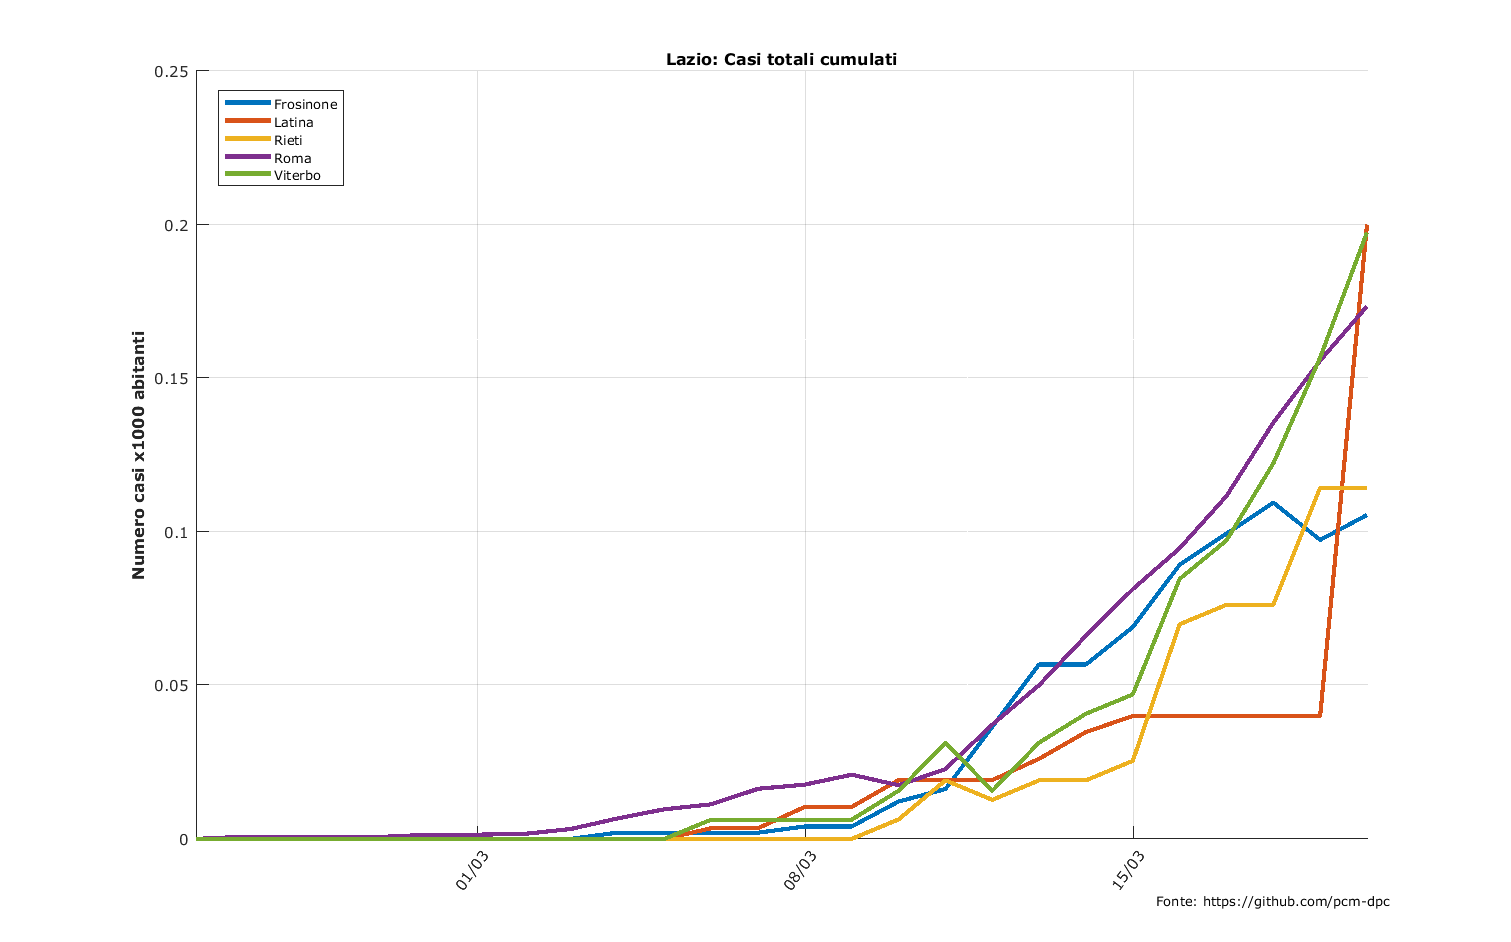 Lazio: Casi totali cumulati
0.25
0.2
0.15
0.1
0.05
0
Numero casi x1000 abitanti
Frosinone
Latina
Rieti
Roma
Viterbo
01/03
08/03
15/03
Fonte: https://github.com/pcm-dpc